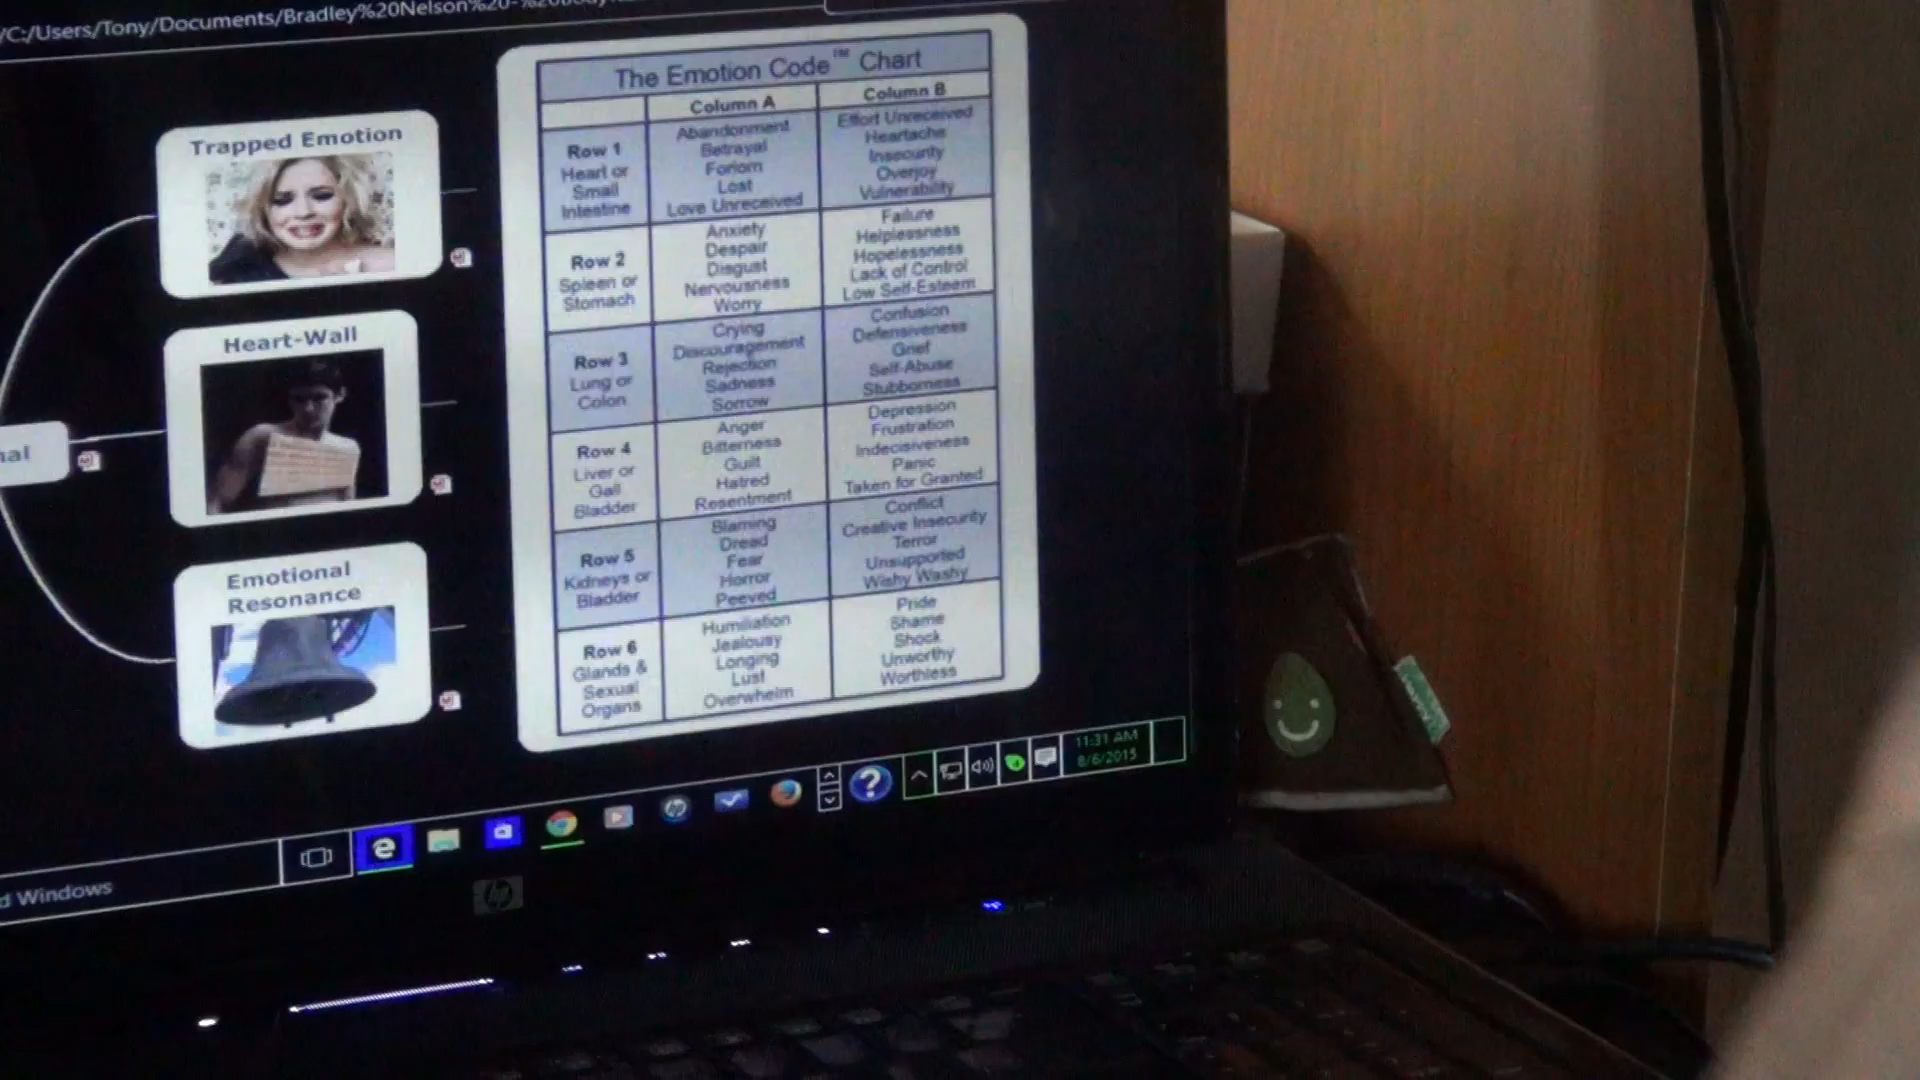 /C:/Users/Tony/Documents/Bradley%20Nelson%20-%20Body%
Trapped Emotion
Heart-Wall
nal
Emotional
Resonance
The Emotion Code™ Chart
Column A
Column B
Row 1
Heart or
Small
Intestine
Abandonment
Betrayal
Forlorn
Lost
Love Unreceived
Effort Unreceived
Heartache
Insecurity
Overjoy
Vulnerability
Row 2
Spleen or
Stomach
Anxiety
Despair
Disgust
Nervousness
Worry
Failure
Helplessness
Hopelessness
Lack of Control
Low Self-Esteem
Row 3
Lung or
Colon
Crying
Discouragement
Rejection
Sadness
Sorrow
Confusion
Defensiveness
Grief
Self-Abuse
Stubborness
Row 4
Liver or
Gall
Bladder
Anger
Bitterness
Guilt
Hatred
Resentment
Depression
Frustration
Indecisiveness
Panic
Taken for Granted
Row 5
Kidneys or
Bladder
Blaming
Dread
Fear
Horror
Peeved
Conflict
Creative Insecurity
Terror
Unsupported
Wishy Washy
Row 6
Glands &
Sexual
Organs
Humiliation
Jealousy
Longing
Lust
Overwhelm
Pride
Shame
Shock
Unworthy
Worthless
11:31 AM
8/6/2015
d Windows
hp